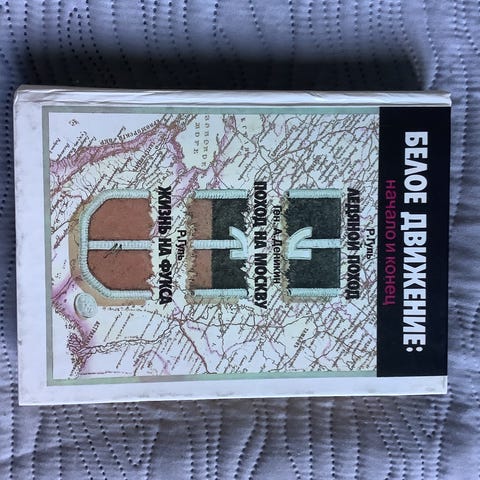 БЕЛОЕ ДВИЖЕНИЕ:
начало и конец
Р.Гуль
ЛЕДЯНОЙ ПОХОД
Ген. А.Деникин
ПОХОД НА МОСКВУ
Р.Гуль
ЖИЗНЬ НА ФУКСА